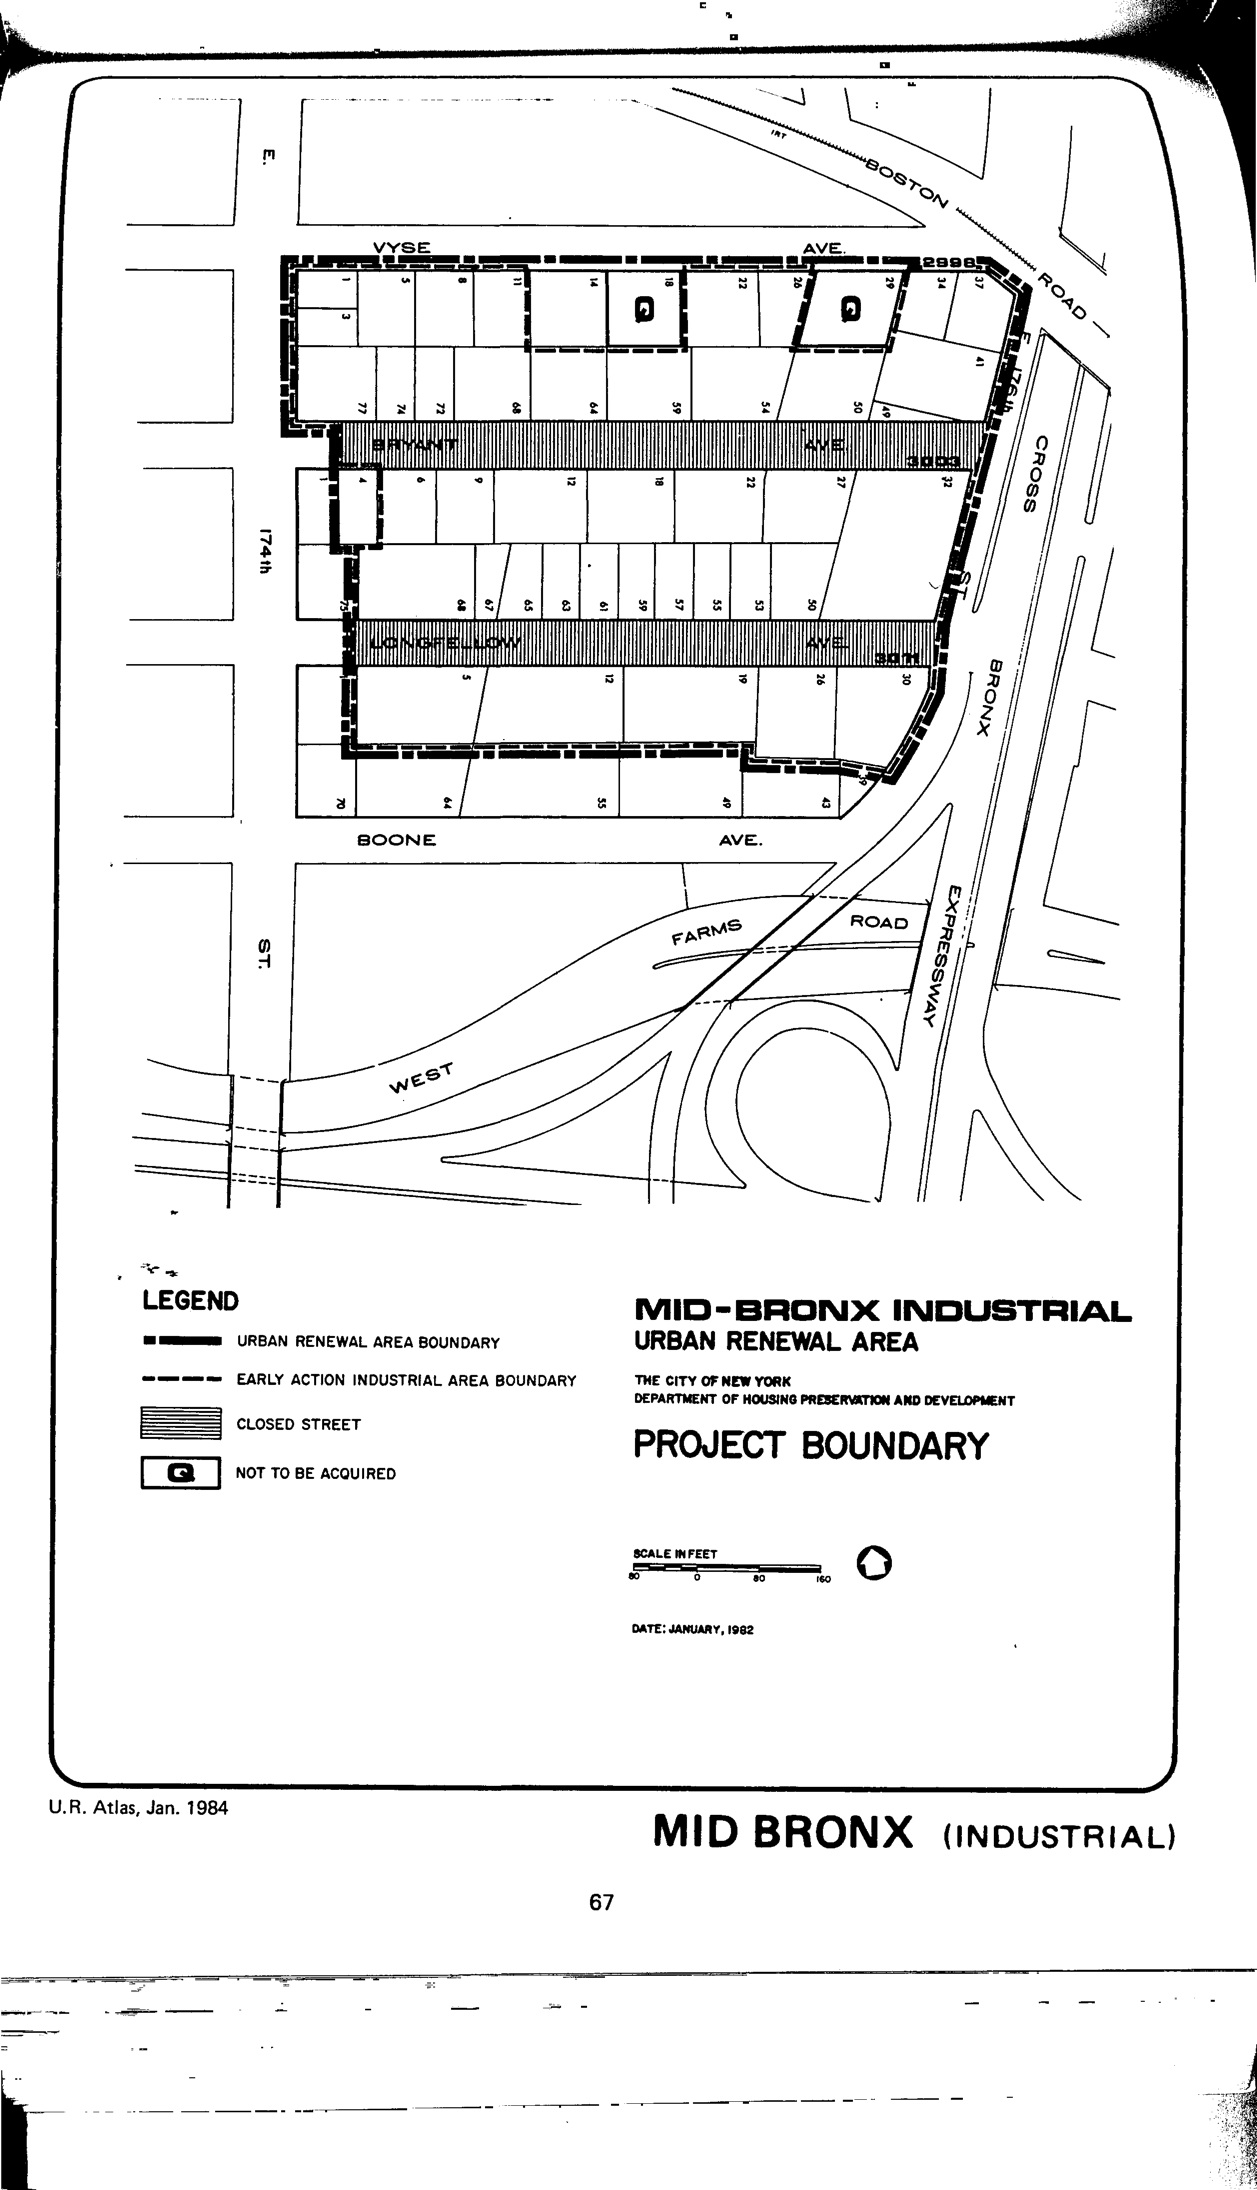 IRT
BOSTON
ROAD
E.
VYSE AVE.
2998
1 5 8 11 14 18 22 26 29 34 37
3
Q Q
41
E. 176th
77 74 72 68 64 59 54 50 49
BRYANT AVE.
3003
1 4 6 9 12 18 22 27 32
CROSS
174th
ST.
75 68 67 65 63 61 59 57 55 53 50
LONGFELLOW AVE.
3011
1 5 12 19 26 30
BRONX
39
70 64 55 49 43
BOONE AVE.
EXPRESSWAY
FARMS ROAD
ST.
WEST
LEGEND
URBAN RENEWAL AREA BOUNDARY
EARLY ACTION INDUSTRIAL AREA BOUNDARY
CLOSED STREET
Q NOT TO BE ACQUIRED
MID-BRONX INDUSTRIAL
URBAN RENEWAL AREA
THE CITY OF NEW YORK
DEPARTMENT OF HOUSING PRESERVATION AND DEVELOPMENT
PROJECT BOUNDARY
SCALE IN FEET
80 0 80 160
DATE: JANUARY, 1982
U.R. Atlas, Jan. 1984
MID BRONX (INDUSTRIAL)
67